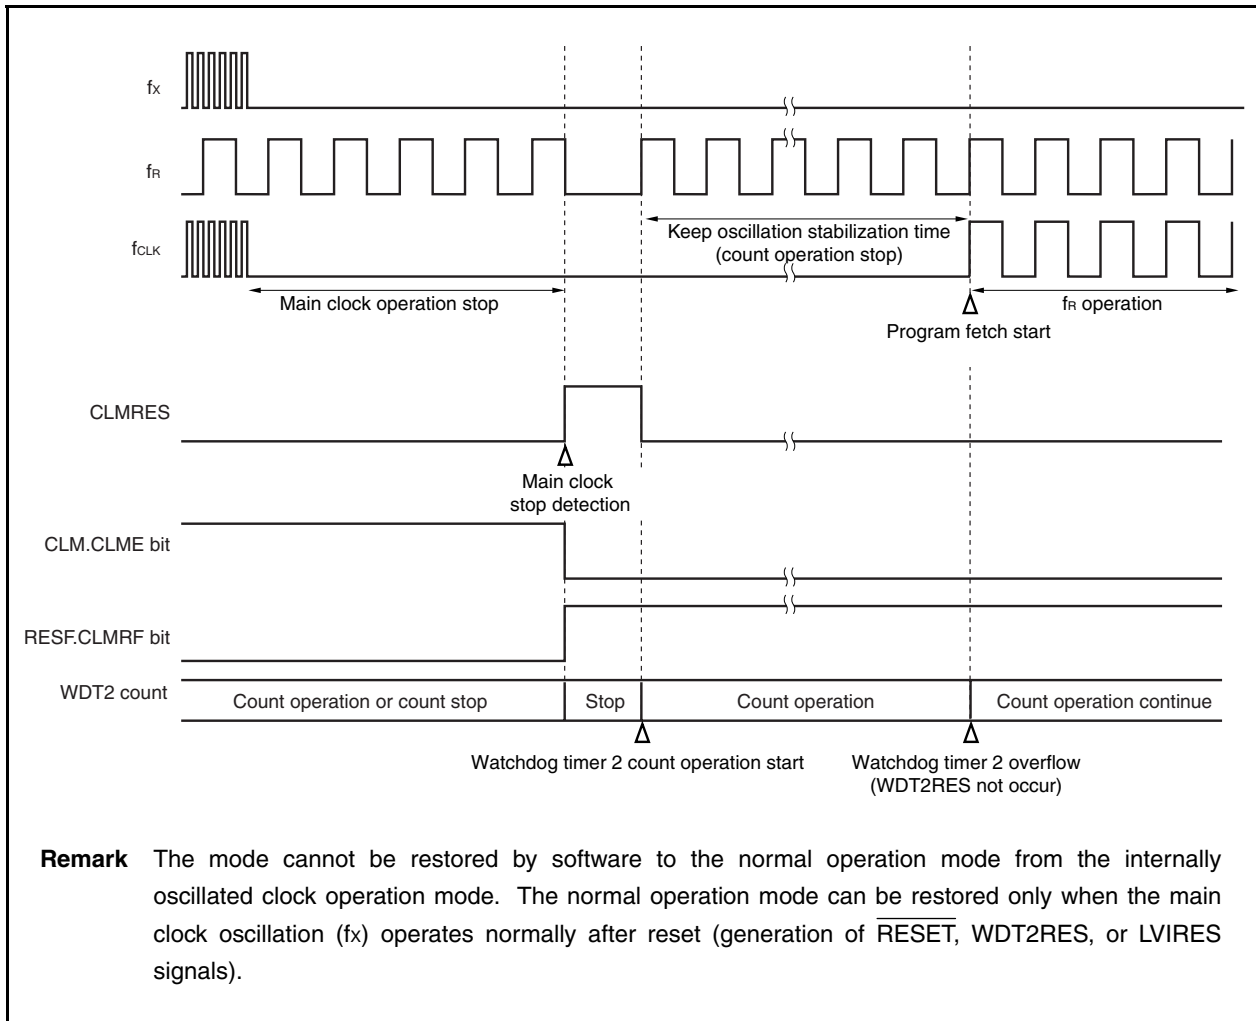 fX
fR
fCLK
Keep oscillation stabilization time
(count operation stop)
Main clock operation stop
fR operation
Program fetch start
CLMRES
Main clock
stop detection
CLM.CLME bit
RESF.CLMRF bit
WDT2 count
Count operation or count stop
Stop
Count operation
Count operation continue
Watchdog timer 2 count operation start
Watchdog timer 2 overflow
(WDT2RES not occur)
Remark The mode cannot be restored by software to the normal operation mode from the internally
oscillated clock operation mode. The normal operation mode can be restored only when the main
clock oscillation (fX) operates normally after reset (generation of RESET, WDT2RES, or LVIRES
signals).